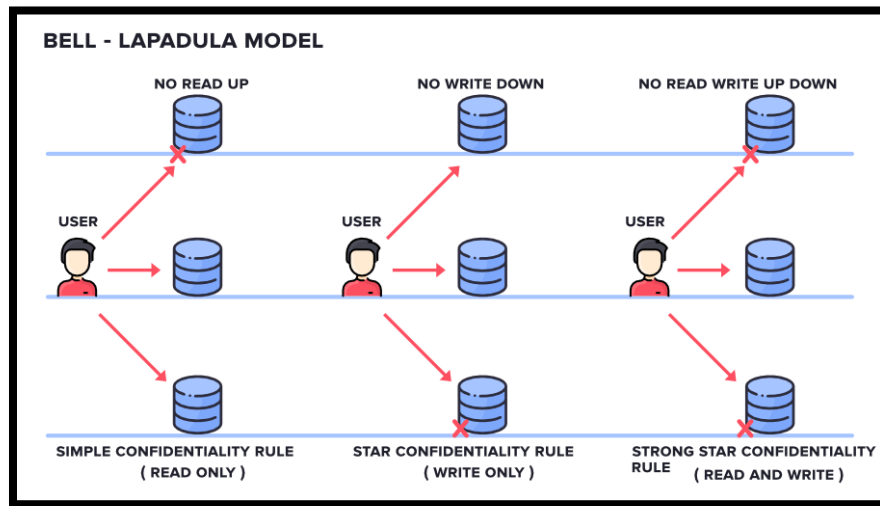 BELL - LAPADULA MODEL
NO READ UP
NO WRITE DOWN
NO READ WRITE UP DOWN
USER
USER
USER
SIMPLE CONFIDENTIALITY RULE
( READ ONLY )
STAR CONFIDENTIALITY RULE
( WRITE ONLY )
STRONG STAR CONFIDENTIALITY
RULE
( READ AND WRITE )